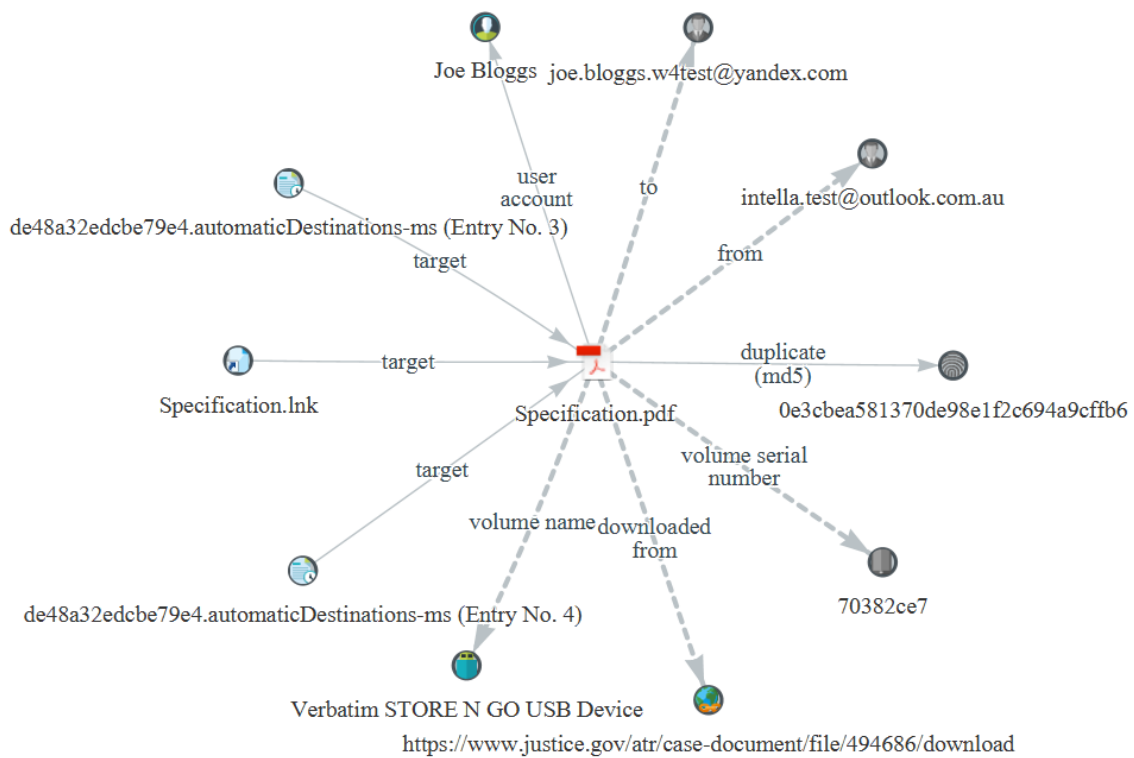 Joe Bloggs
joe.bloggs.w4test@yandex.com
user
account
to
intella.test@outlook.com.au
de48a32edcbe79e4.automaticDestinations-ms (Entry No. 3)
target
from
target
duplicate
(md5)
Specification.lnk
Specification.pdf
0e3cbea581370de98e1f2c694a9cffb6
target
volume serial
number
volume name
downloaded
from
de48a32edcbe79e4.automaticDestinations-ms (Entry No. 4)
70382ce7
Verbatim STORE N GO USB Device
https://www.justice.gov/atr/case-document/file/494686/download